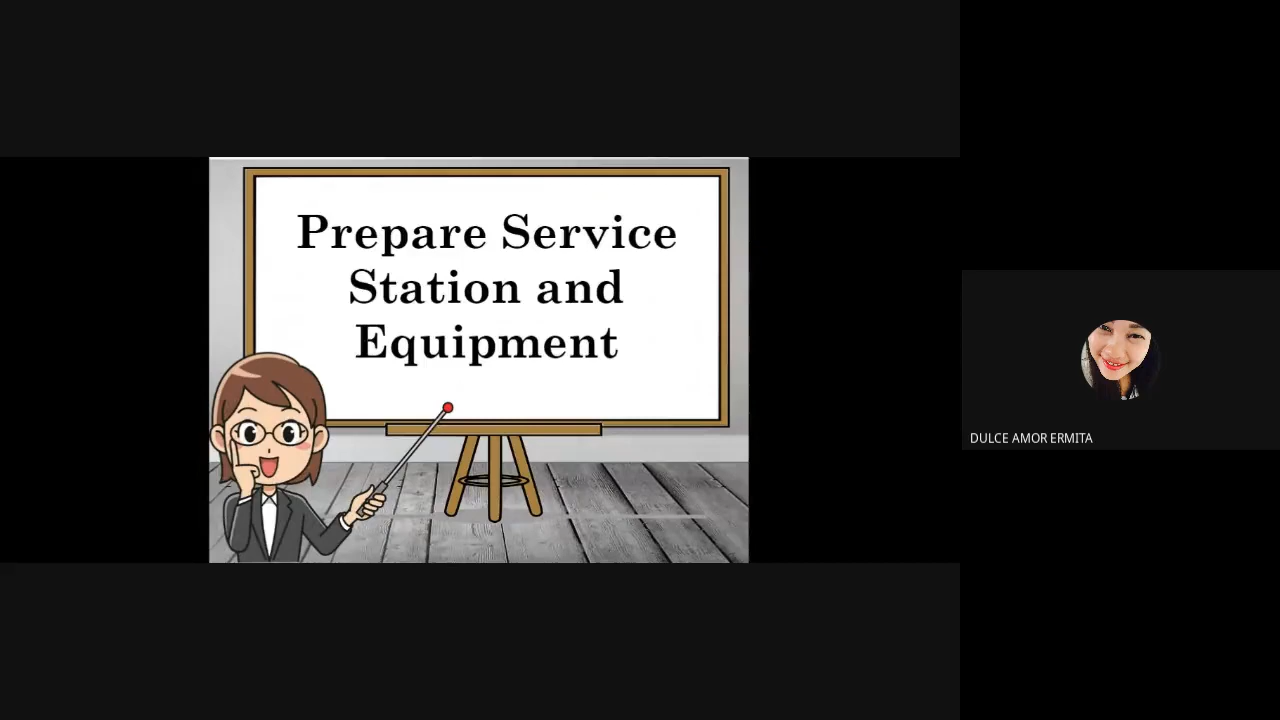 Prepare Service
Station and
Equipment
DULCE AMOR ERMITA